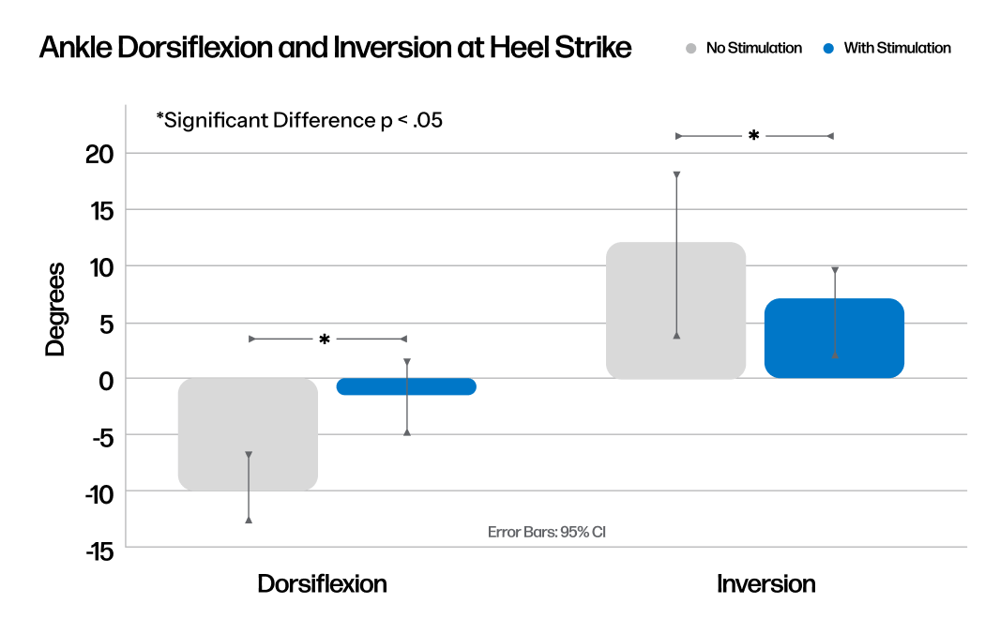 Ankle Dorsiflexion and Inversion at Heel Strike
No Stimulation
With Stimulation
*Significant Difference p < .05
*
*
20
15
10
5
0
-5
-10
-15
Degrees
Error Bars: 95% CI
Dorsiflexion
Inversion